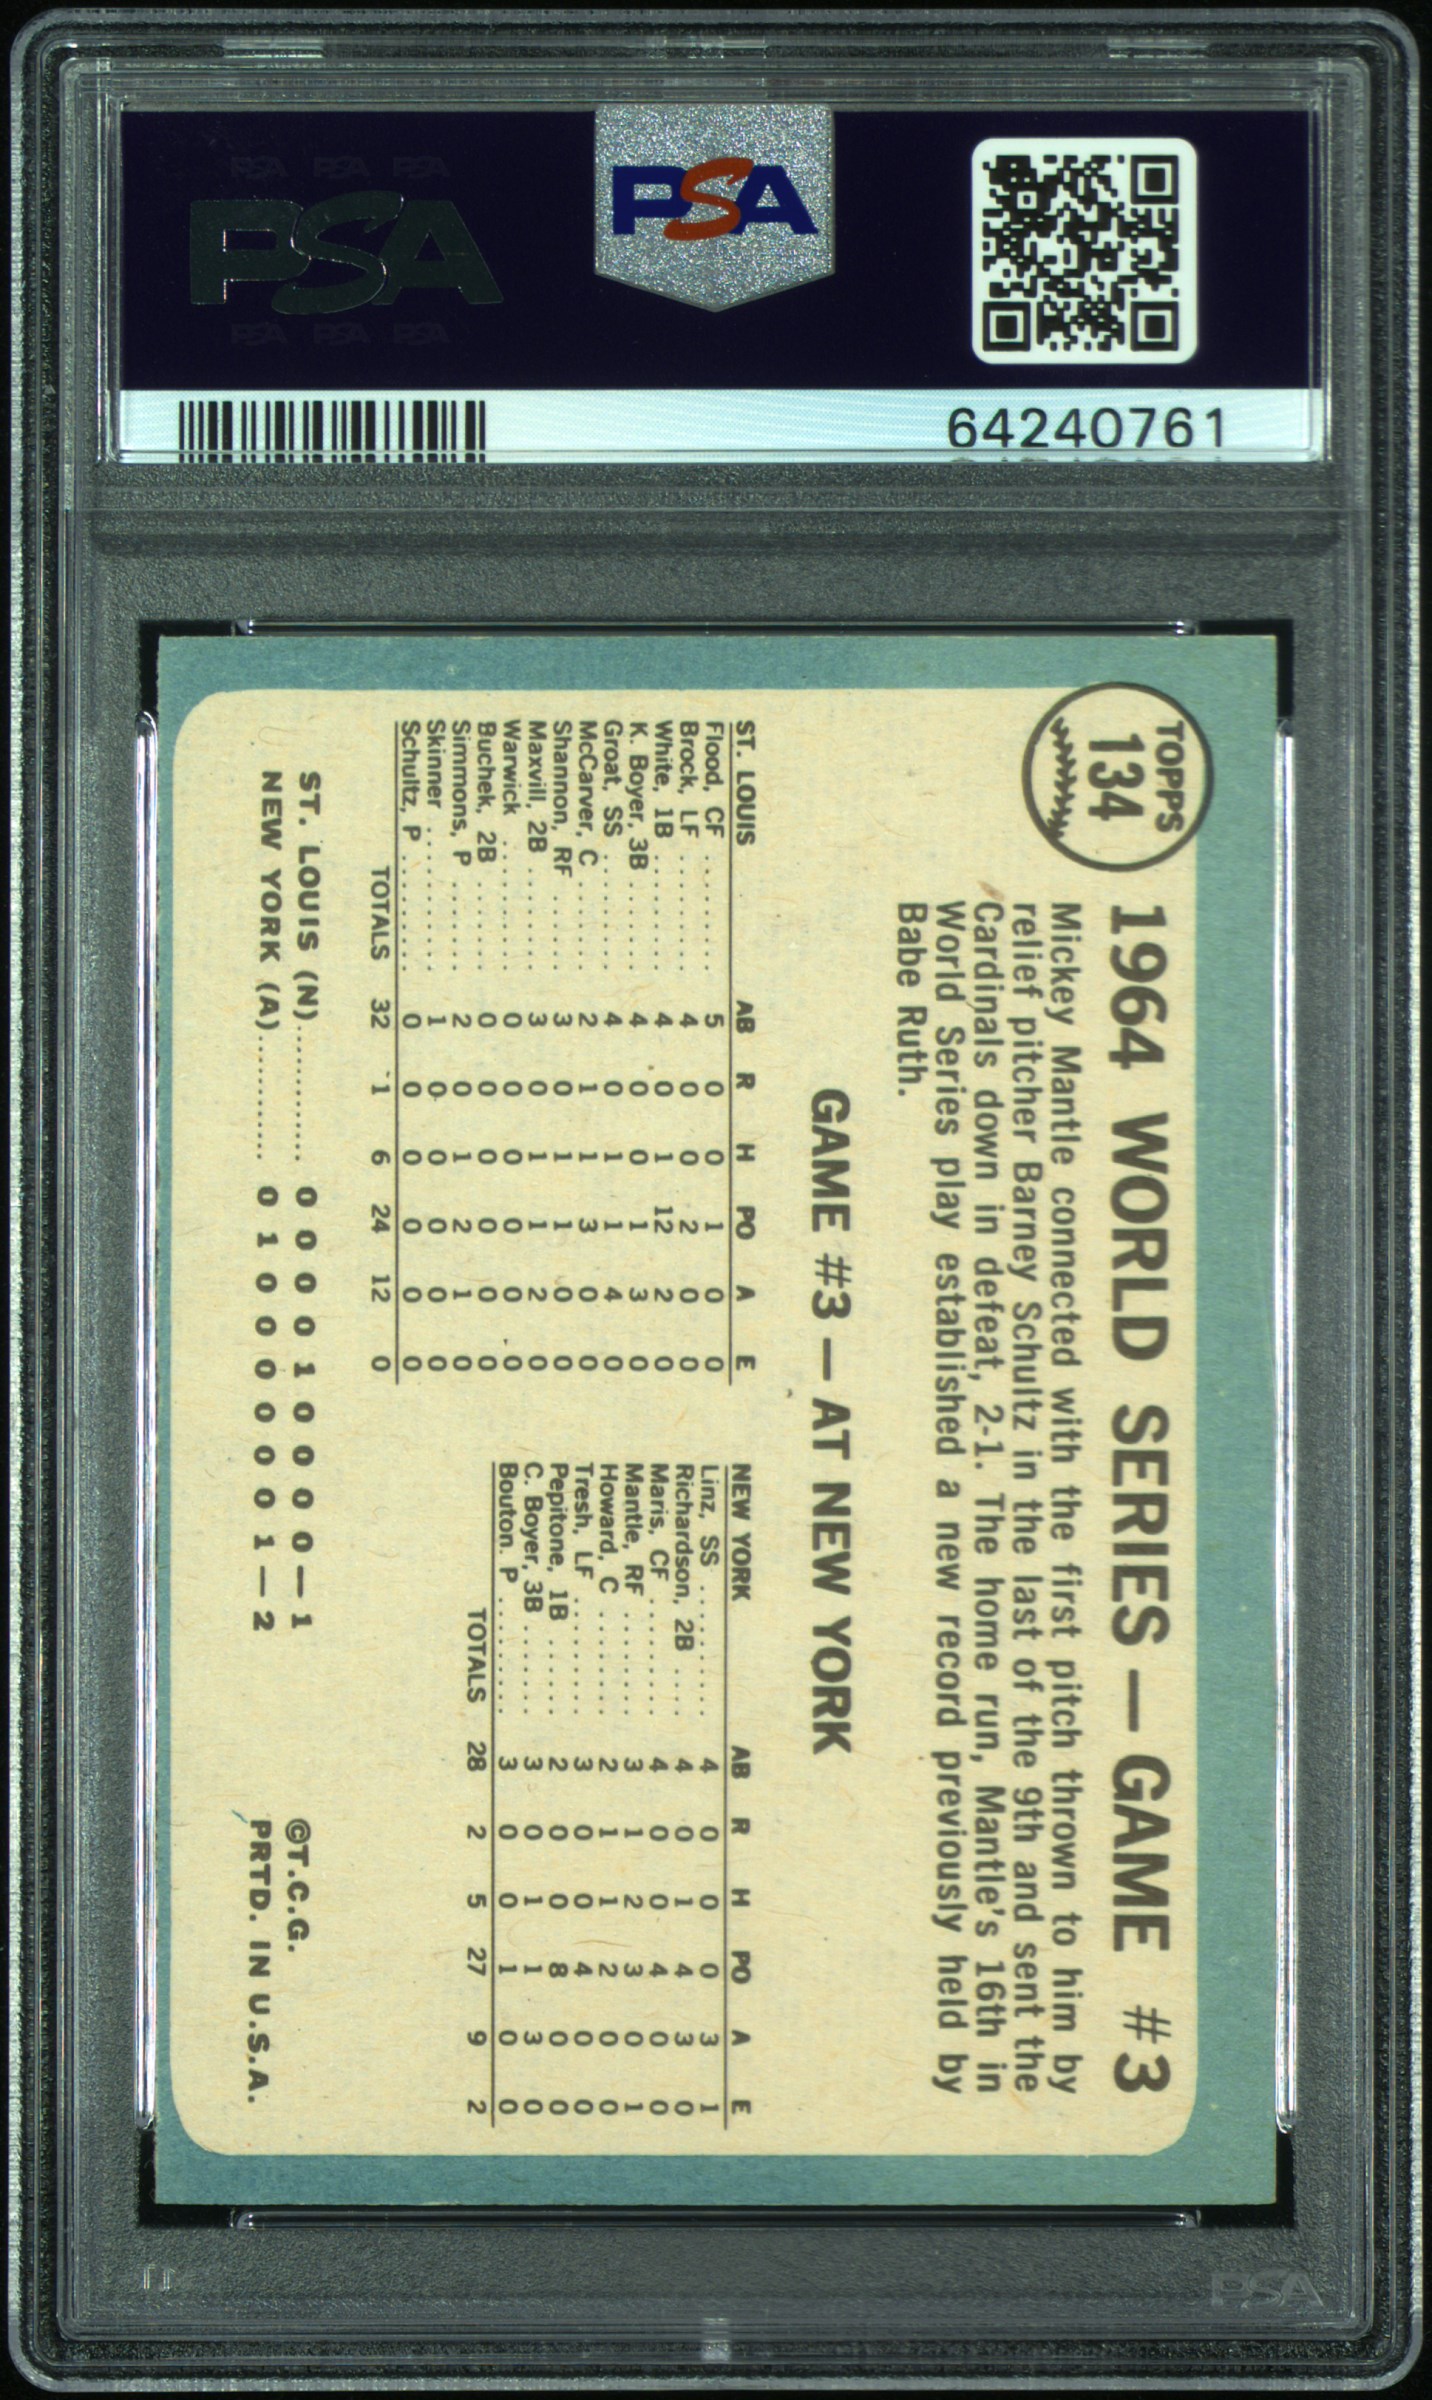 PSA PSA PSA
PSA
PSA PSA PSA
PSA
64240761
TOPPS
134
1964 WORLD SERIES — GAME #3
Mickey Mantle connected with the first pitch thrown to him by
relief pitcher Barney Schultz in the last of the 9th and sent the
Cardinals down in defeat, 2-1. The home run, Mantle's 16th in
World Series play established a new record previously held by
Babe Ruth.
GAME #3 — AT NEW YORK
ST. LOUIS AB R H PO A E
Flood, CF ........ 5 0 0 1 0 0
Brock, LF ........ 4 0 0 2 0 0
White, 1B ........ 4 0 1 12 2 0
K. Boyer, 3B ...... 4 0 0 1 3 0
Groat, SS ........ 4 0 1 1 4 0
McCarver, C ...... 2 1 1 3 0 0
Shannon, RF ..... 3 0 1 1 0 0
Maxvill, 2B ....... 3 0 1 1 2 0
Warwick ......... 0 0 0 0 0 0
Buchek, 2B ...... 0 0 0 0 0 0
Simmons, P ..... 2 0 1 2 1 0
Skinner .......... 1 0 0 0 0 0
Schultz, P ........ 0 0 0 0 0 0
TOTALS 32 1 6 24 12 0
NEW YORK AB R H PO A E
Linz, SS ......... 4 0 0 0 3 1
Richardson, 2B .... 4 0 1 4 3 0
Maris, CF ........ 4 0 0 4 0 0
Mantle, RF ....... 3 1 2 3 0 1
Howard, C ....... 2 1 1 2 0 0
Tresh, LF ........ 3 0 0 4 0 0
Pepitone, 1B ..... 2 0 0 8 0 0
C. Boyer, 3B ...... 3 0 1 1 3 0
Bouton. P ........ 3 0 0 1 0 0
TOTALS 28 2 5 27 9 2
ST. LOUIS (N)............ 0 0 0 0 1 0 0 0 0 — 1
NEW YORK (A)........... 0 1 0 0 0 0 0 0 1 — 2
©T.C.G.
PRTD. IN U.S.A.
PSA